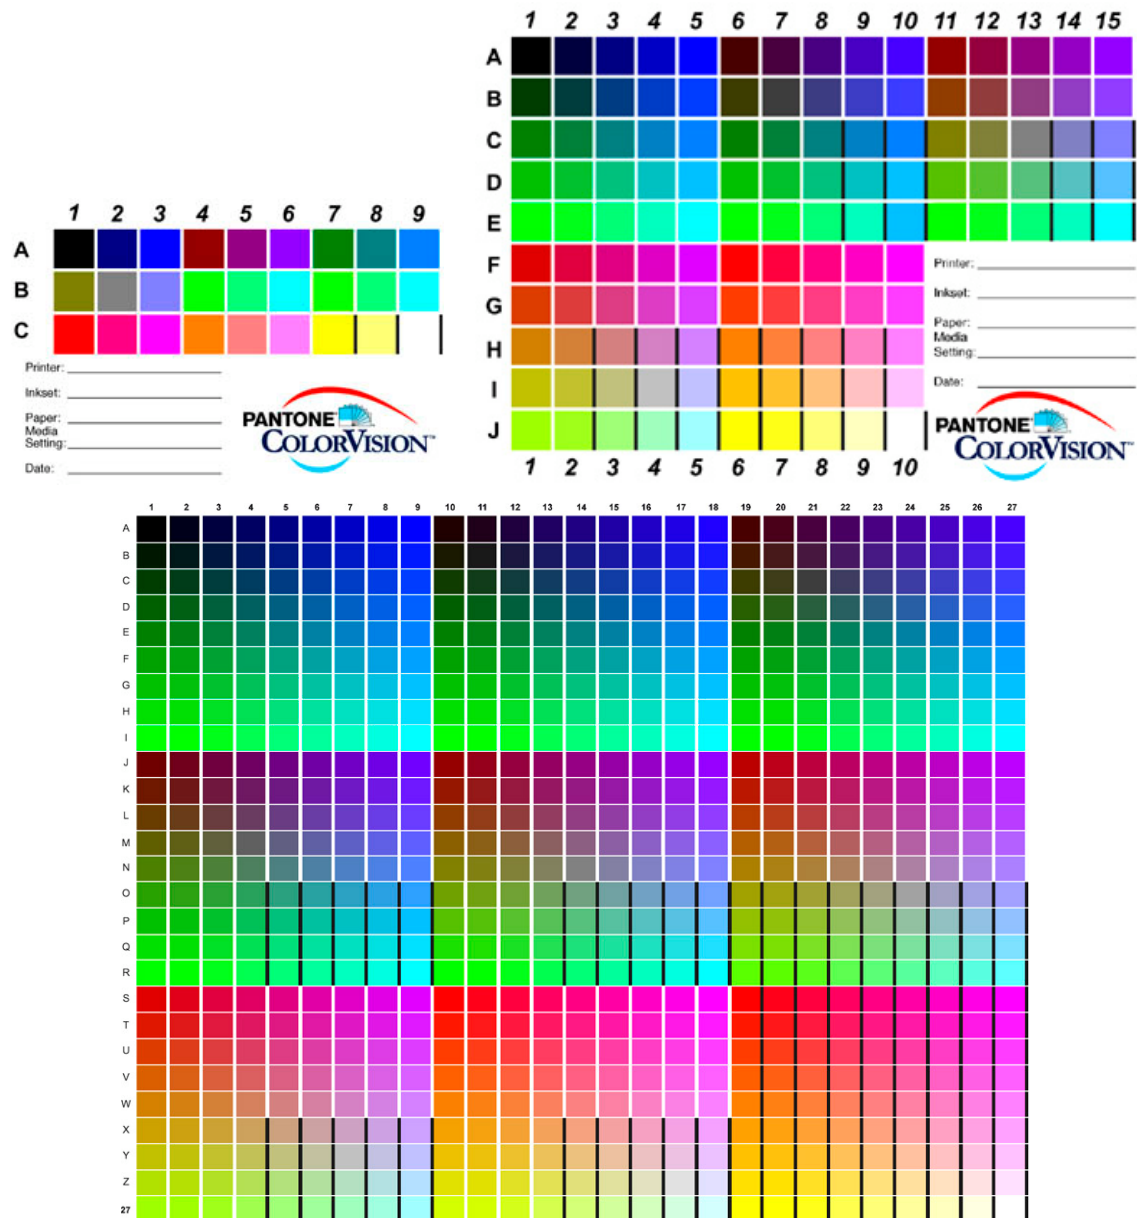 1 2 3 4 5 6 7 8 9 10 11 12 13 14 15
A
B
C
D
E
F
G
H
I
J
1 2 3 4 5 6 7 8 9 10
Printer:
Inkset:
Paper:
Media
Setting:
Date:
PANTONE
COLORVISION™
1 2 3 4 5 6 7 8 9
A
B
C
Printer:
Inkset:
Paper:
Media
Setting:
Date:
PANTONE
COLORVISION™
1 2 3 4 5 6 7 8 9 10 11 12 13 14 15 16 17 18 19 20 21 22 23 24 25 26 27
A
B
C
D
E
F
G
H
I
J
K
L
M
N
O
P
Q
R
S
T
U
V
W
X
Y
Z
27